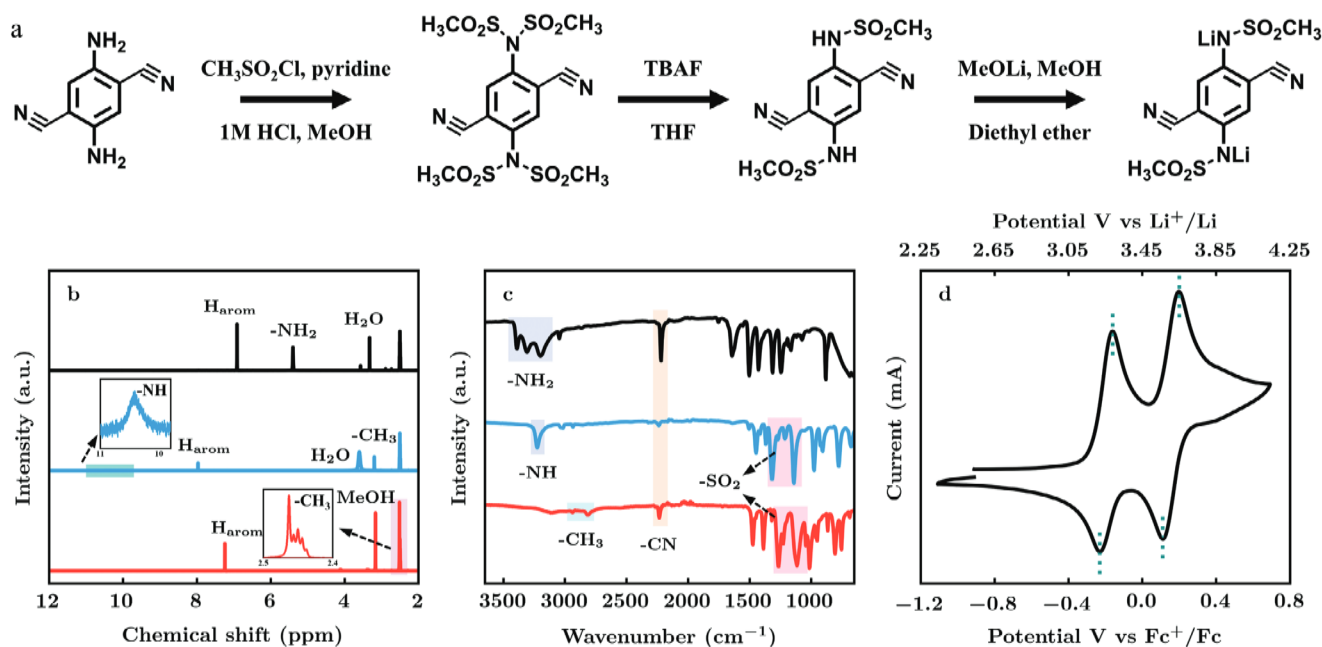 a
NH₂
N
N
NH₂
CH₃SO₂Cl, pyridine
1M HCl, MeOH
H₃CO₂S SO₂CH₃
N
N
N
N
H₃CO₂S SO₂CH₃
TBAF
THF
HN SO₂CH₃
N
N
H₃CO₂S NH
MeOLi, MeOH
Diethyl ether
LiN SO₂CH₃
N
N
H₃CO₂S NLi
b
Intensity (a.u.)
H_arom
-NH₂
H₂O
-NH
11 10
H_arom
H₂O
-CH₃
H_arom
-CH₃
2.5 2.4
MeOH
12 10 8 6 4 2
Chemical shift (ppm)
c
Intensity (a.u.)
-NH₂
-NH
-SO₂
-CH₃
-CN
3500 3000 2500 2000 1500 1000
Wavenumber (cm⁻¹)
Potential V vs Li⁺/Li
2.25 2.65 3.05 3.45 3.85 4.25
d
Current (mA)
−1.2 −0.8 −0.4 0.0 0.4 0.8
Potential V vs Fc⁺/Fc